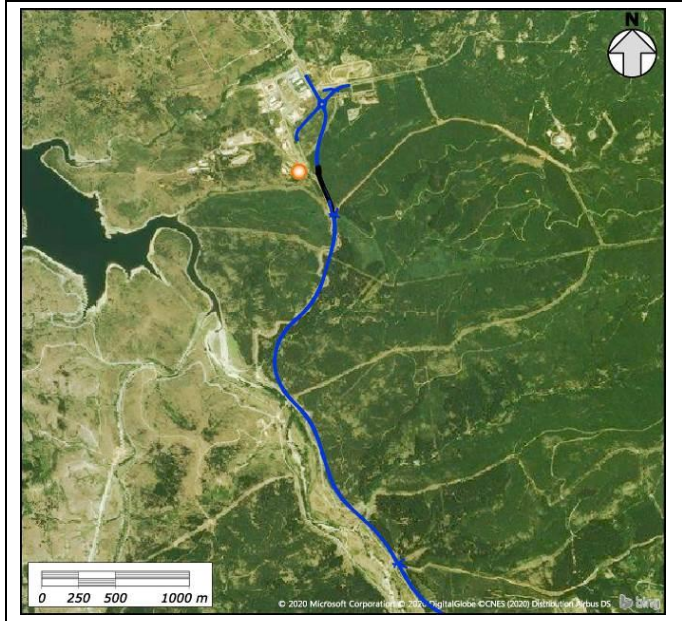 N
0 250 500 1000 m
© 2020 Microsoft Corporation © 2020 DigitalGlobe ©CNES (2020) Distribution Airbus DS
bing